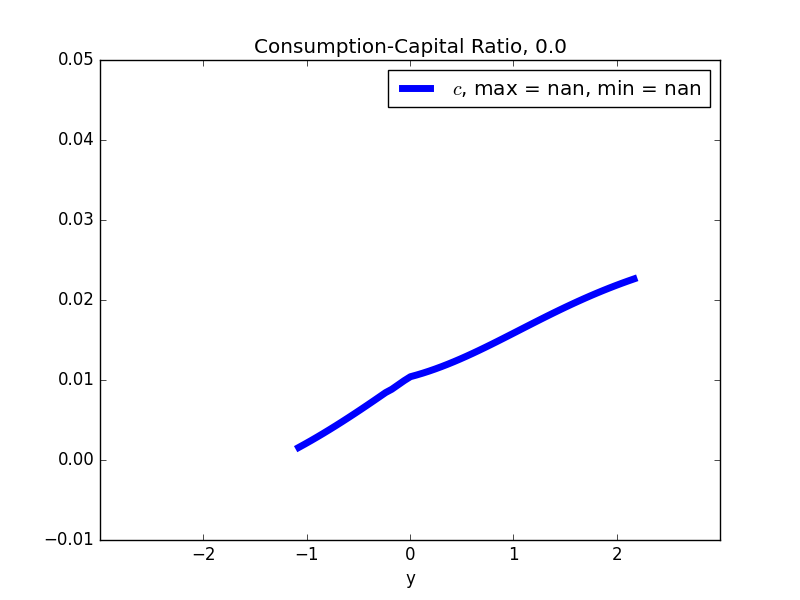 Consumption-Capital Ratio, 0.0
c, max = nan, min = nan
0.05
0.04
0.03
0.02
0.01
0.00
−0.01
−2 −1 0 1 2
y